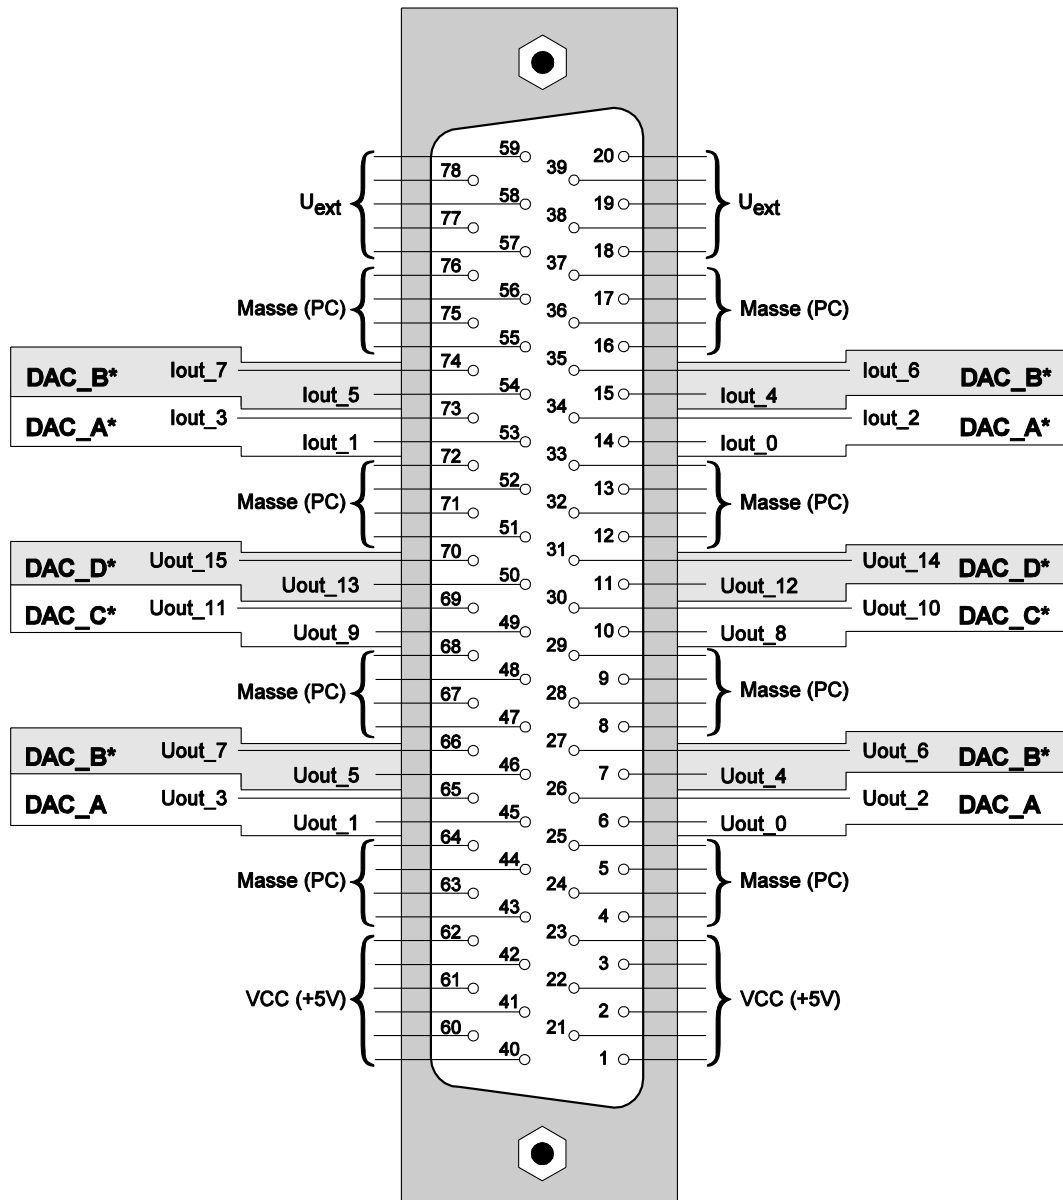 59 20
78 39
U_ext 58 19 U_ext
77 38
57 18
76 37
Masse (PC) 56 17 Masse (PC)
75 36
55 16
DAC_B* Iout_7 74 35 Iout_6 DAC_B*
Iout_5 54 15 Iout_4
DAC_A* Iout_3 73 34 Iout_2 DAC_A*
Iout_1 53 14 Iout_0
72 33
Masse (PC) 52 13 Masse (PC)
71 32
51 12
DAC_D* Uout_15 70 31 Uout_14 DAC_D*
Uout_13 50 11 Uout_12
DAC_C* Uout_11 69 30 Uout_10 DAC_C*
Uout_9 49 10 Uout_8
68 29
Masse (PC) 48 9 Masse (PC)
67 28
47 8
DAC_B* Uout_7 66 27 Uout_6 DAC_B*
Uout_5 46 7 Uout_4
DAC_A Uout_3 65 26 Uout_2 DAC_A
Uout_1 45 6 Uout_0
64 25
Masse (PC) 44 5 Masse (PC)
63 24
43 4
62 23
42 3
VCC (+5V) 61 22 VCC (+5V)
41 2
60 21
40 1